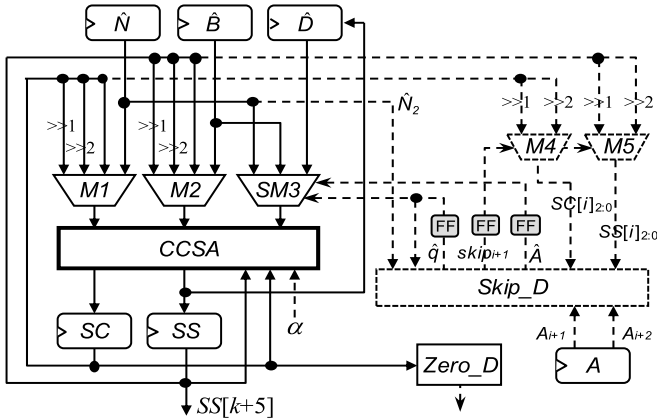 N̂ B̂ D̂
N̂2
>>1 >>1 >>1 >>2 >>1 >>2
>>2 >>2
M4 M5
M1 M2 SM3
SC[i]2:0
FF FF FF
SS[i]2:0
CCSA
q̂ skipi+1 Â
Skip_D
SC SS α
Ai+1 Ai+2
Zero_D A
SS[k+5]